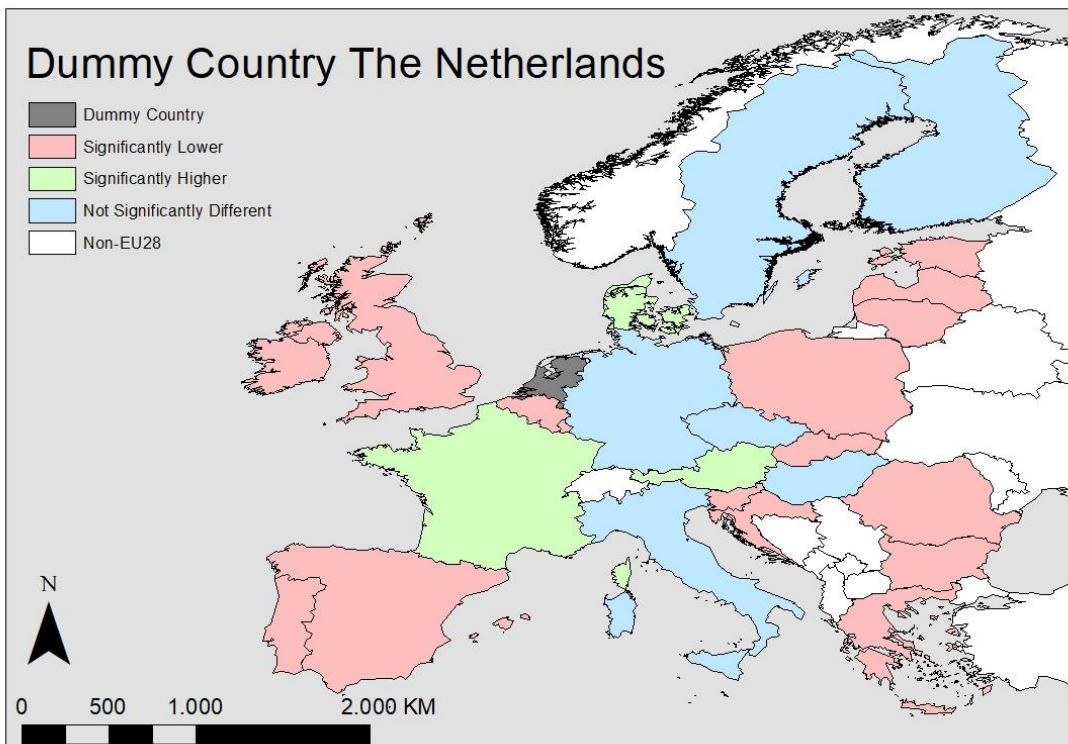 Dummy Country The Netherlands
Dummy Country
Significantly Lower
Significantly Higher
Not Significantly Different
Non-EU28
N
0 500 1.000 2.000 KM